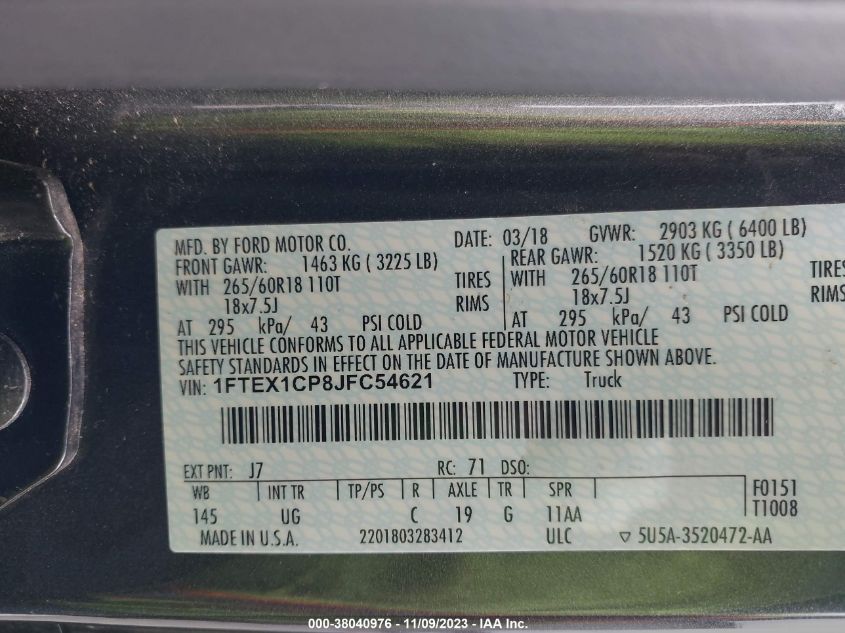 MFD. BY FORD MOTOR CO. DATE: 03/18 GVWR: 2903 KG ( 6400 LB)
FRONT GAWR: 1463 KG ( 3225 LB) REAR GAWR: 1520 KG ( 3350 LB)
WITH 265/60R18 110T TIRES WITH 265/60R18 110T TIRES
18x7.5J RIMS 18x7.5J RIMS
AT 295 kPa/ 43 PSI COLD AT 295 kPa/ 43 PSI COLD
THIS VEHICLE CONFORMS TO ALL APPLICABLE FEDERAL MOTOR VEHICLE
SAFETY STANDARDS IN EFFECT ON THE DATE OF MANUFACTURE SHOWN ABOVE.
VIN: 1FTEX1CP8JFC54621 TYPE: Truck
EXT PNT: J7 RC: 71 DSO:
WB INT TR TP/PS R AXLE TR SPR F0151
145 UG C 19 G 11AA T1008
MADE IN U.S.A. 2201803283412 ULC ▽ 5U5A-3520472-AA
000-38040976 - 11/09/2023 - IAA Inc.